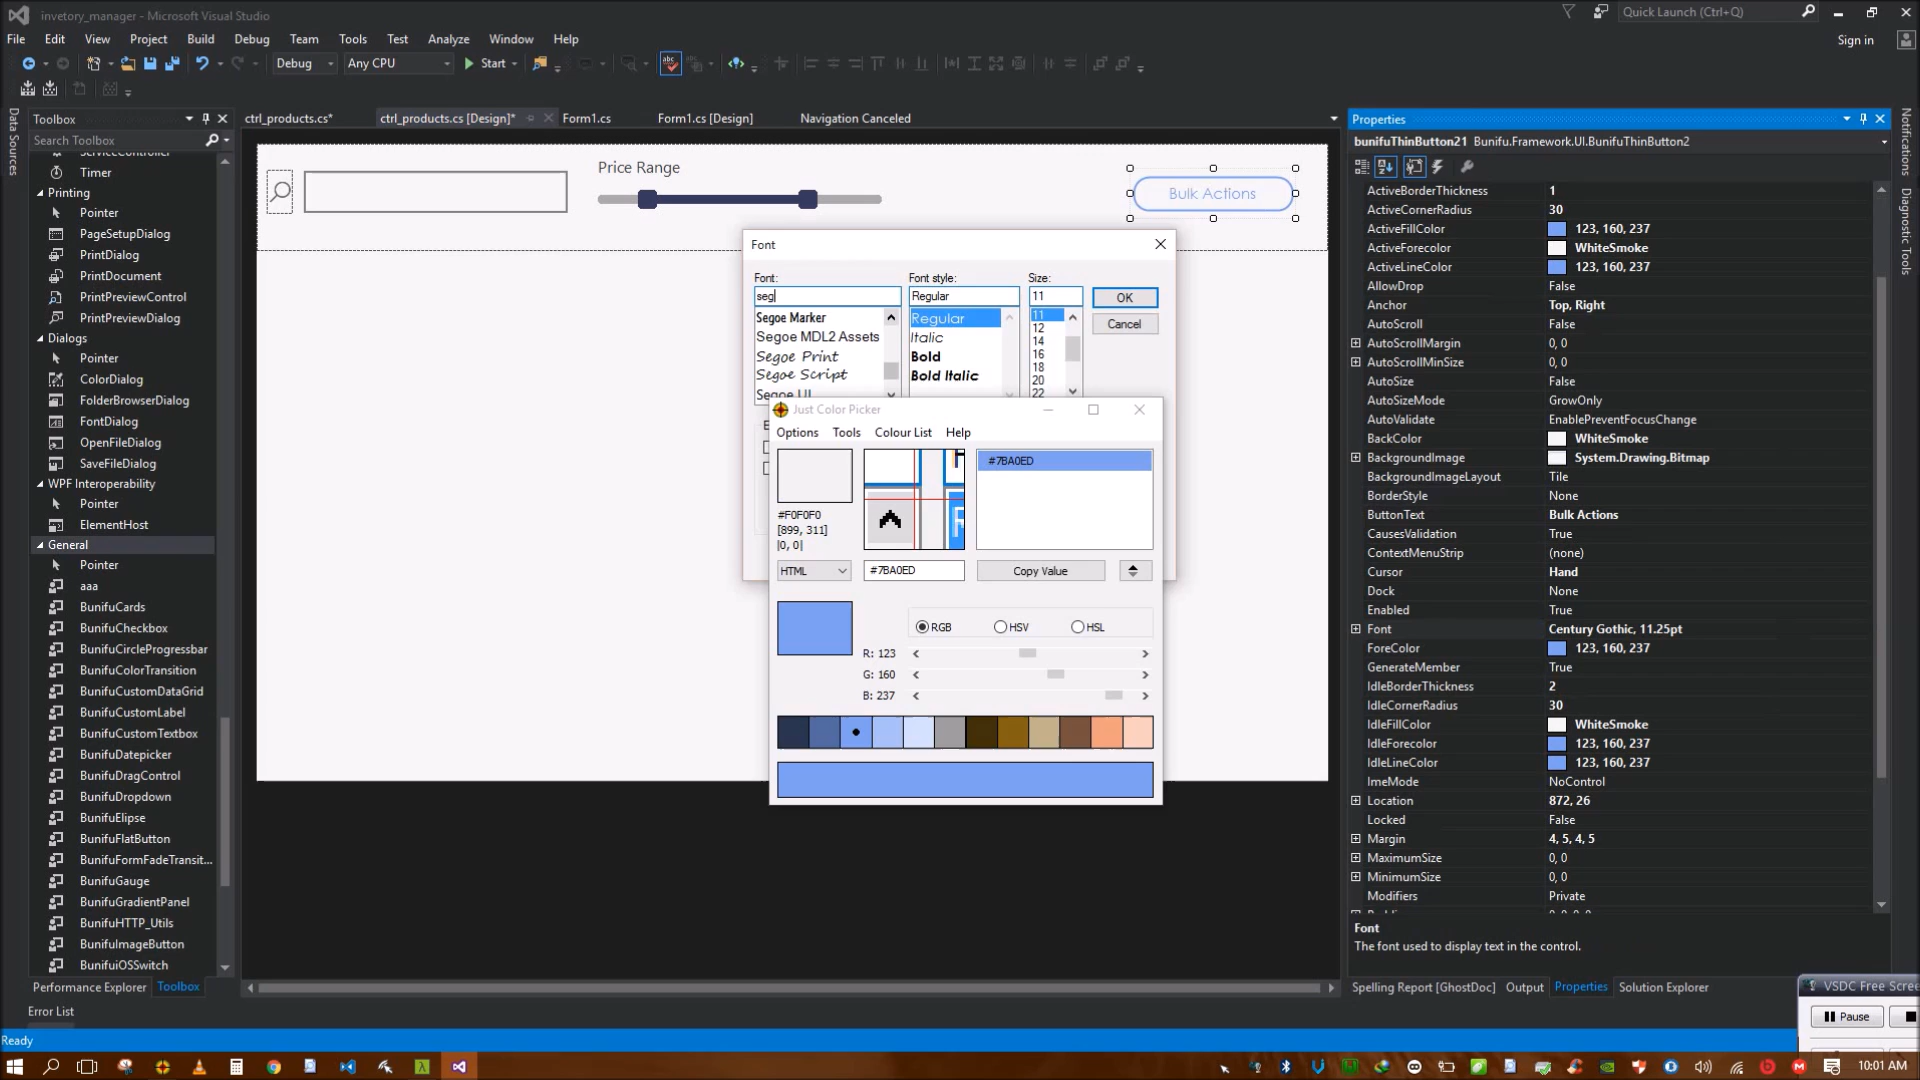 invetory_manager - Microsoft Visual Studio
Quick Launch (Ctrl+Q)
File Edit View Project Build Debug Team Tools Test Analyze Window Help
Sign in
Debug Any CPU Start
Data Sources
Toolbox
Search Toolbox
ServiceController
Timer
Printing
Pointer
PageSetupDialog
PrintDialog
PrintDocument
PrintPreviewControl
PrintPreviewDialog
Dialogs
Pointer
ColorDialog
FolderBrowserDialog
FontDialog
OpenFileDialog
SaveFileDialog
WPF Interoperability
Pointer
ElementHost
General
Pointer
aaa
BunifuCards
BunifuCheckbox
BunifuCircleProgressbar
BunifuColorTransition
BunifuCustomDataGrid
BunifuCustomLabel
BunifuCustomTextbox
BunifuDatepicker
BunifuDragControl
BunifuDropdown
BunifuElipse
BunifuFlatButton
BunifuFormFadeTransit...
BunifuGauge
BunifuGradientPanel
BunifuHTTP_Utils
BunifuImageButton
BunifuiOSSwitch
Performance Explorer Toolbox
ctrl_products.cs* ctrl_products.cs [Design]* Form1.cs Form1.cs [Design] Navigation Canceled
Price Range
Bulk Actions
Font
Font: Font style: Size:
seg Regular 11
OK
Cancel
Segoe Marker
Segoe MDL2 Assets
Segoe Print
Segoe Script
Segoe UI
Regular
Italic
Bold
Bold Italic
11
12
14
16
18
20
22
Just Color Picker
Options Tools Colour List Help
#7BA0ED
#F0F0F0
[899, 311]
|0, 0|
HTML #7BA0ED Copy Value
RGB HSV HSL
R: 123
G: 160
B: 237
Properties
bunifuThinButton21 Bunifu.Framework.UI.BunifuThinButton2
ActiveBorderThickness 1
ActiveCornerRadius 30
ActiveFillColor 123, 160, 237
ActiveForecolor WhiteSmoke
ActiveLineColor 123, 160, 237
AllowDrop False
Anchor Top, Right
AutoScroll False
AutoScrollMargin 0, 0
AutoScrollMinSize 0, 0
AutoSize False
AutoSizeMode GrowOnly
AutoValidate EnablePreventFocusChange
BackColor WhiteSmoke
BackgroundImage System.Drawing.Bitmap
BackgroundImageLayout Tile
BorderStyle None
ButtonText Bulk Actions
CausesValidation True
ContextMenuStrip (none)
Cursor Hand
Dock None
Enabled True
Font Century Gothic, 11.25pt
ForeColor 123, 160, 237
GenerateMember True
IdleBorderThickness 2
IdleCornerRadius 30
IdleFillColor WhiteSmoke
IdleForecolor 123, 160, 237
IdleLineColor 123, 160, 237
ImeMode NoControl
Location 872, 26
Locked False
Margin 4, 5, 4, 5
MaximumSize 0, 0
MinimumSize 0, 0
Modifiers Private
Font
The font used to display text in the control.
Spelling Report [GhostDoc] Output Properties Solution Explorer
Notifications
Diagnostic Tools
VSDC Free Scree
Pause
Error List
Ready
10:01 AM